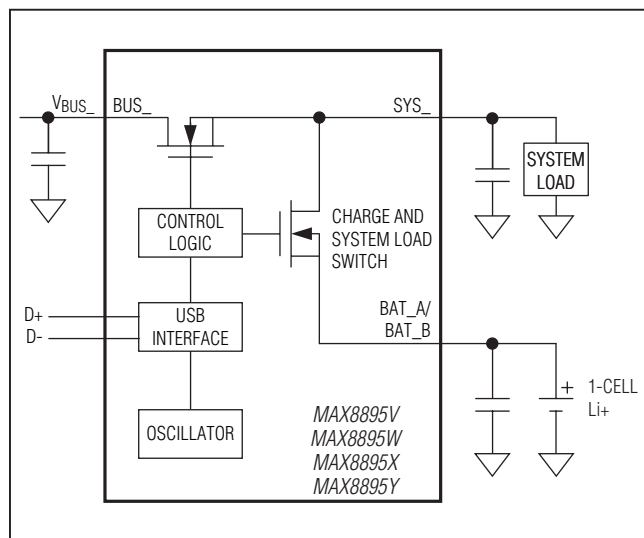 VBUS_
BUS_
SYS_
SYSTEM
LOAD
CONTROL
LOGIC
CHARGE AND
SYSTEM LOAD
SWITCH
D+
D-
USB
INTERFACE
BAT_A/
BAT_B
+
1-CELL
Li+
OSCILLATOR
MAX8895V
MAX8895W
MAX8895X
MAX8895Y